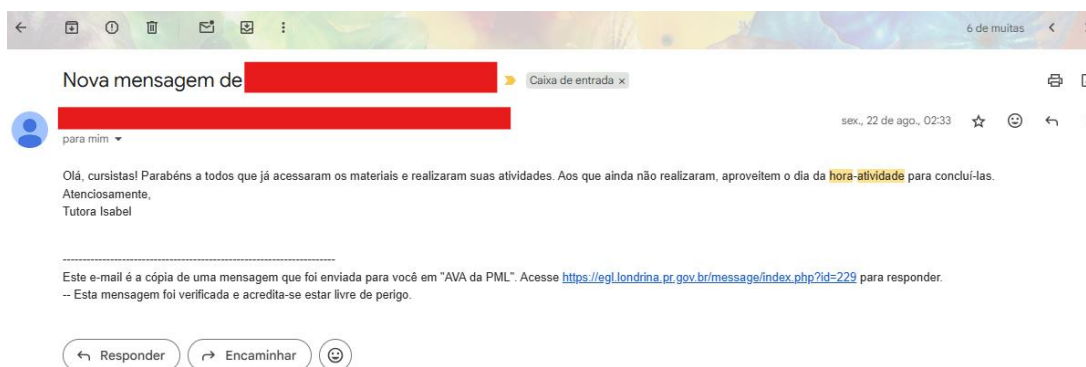 6 de muitas
Nova mensagem de
Caixa de entrada ×
sex., 22 de ago., 02:33
para mim
Olá, cursistas! Parabéns a todos que já acessaram os materiais e realizaram suas atividades. Aos que ainda não realizaram, aproveitem o dia da hora-atividade para concluí-las.
Atenciosamente,
Tutora Isabel
---------------------------------------------------------------------
Este e-mail é a cópia de uma mensagem que foi enviada para você em "AVA da PML". Acesse https://egl.londrina.pr.gov.br/message/index.php?id=229 para responder.
-- Esta mensagem foi verificada e acredita-se estar livre de perigo.
Responder
Encaminhar